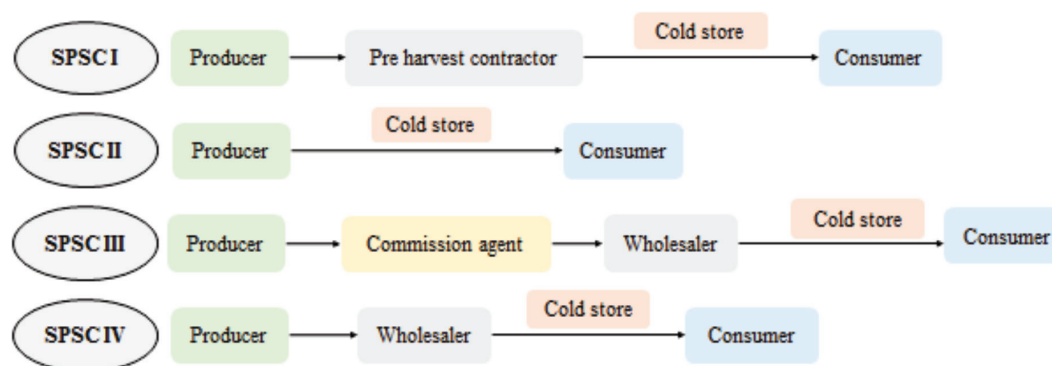 SPSC I Producer Pre harvest contractor Cold store Consumer
SPSC II Producer Cold store Consumer
SPSC III Producer Commission agent Wholesaler Cold store Consumer
SPSC IV Producer Wholesaler Cold store Consumer